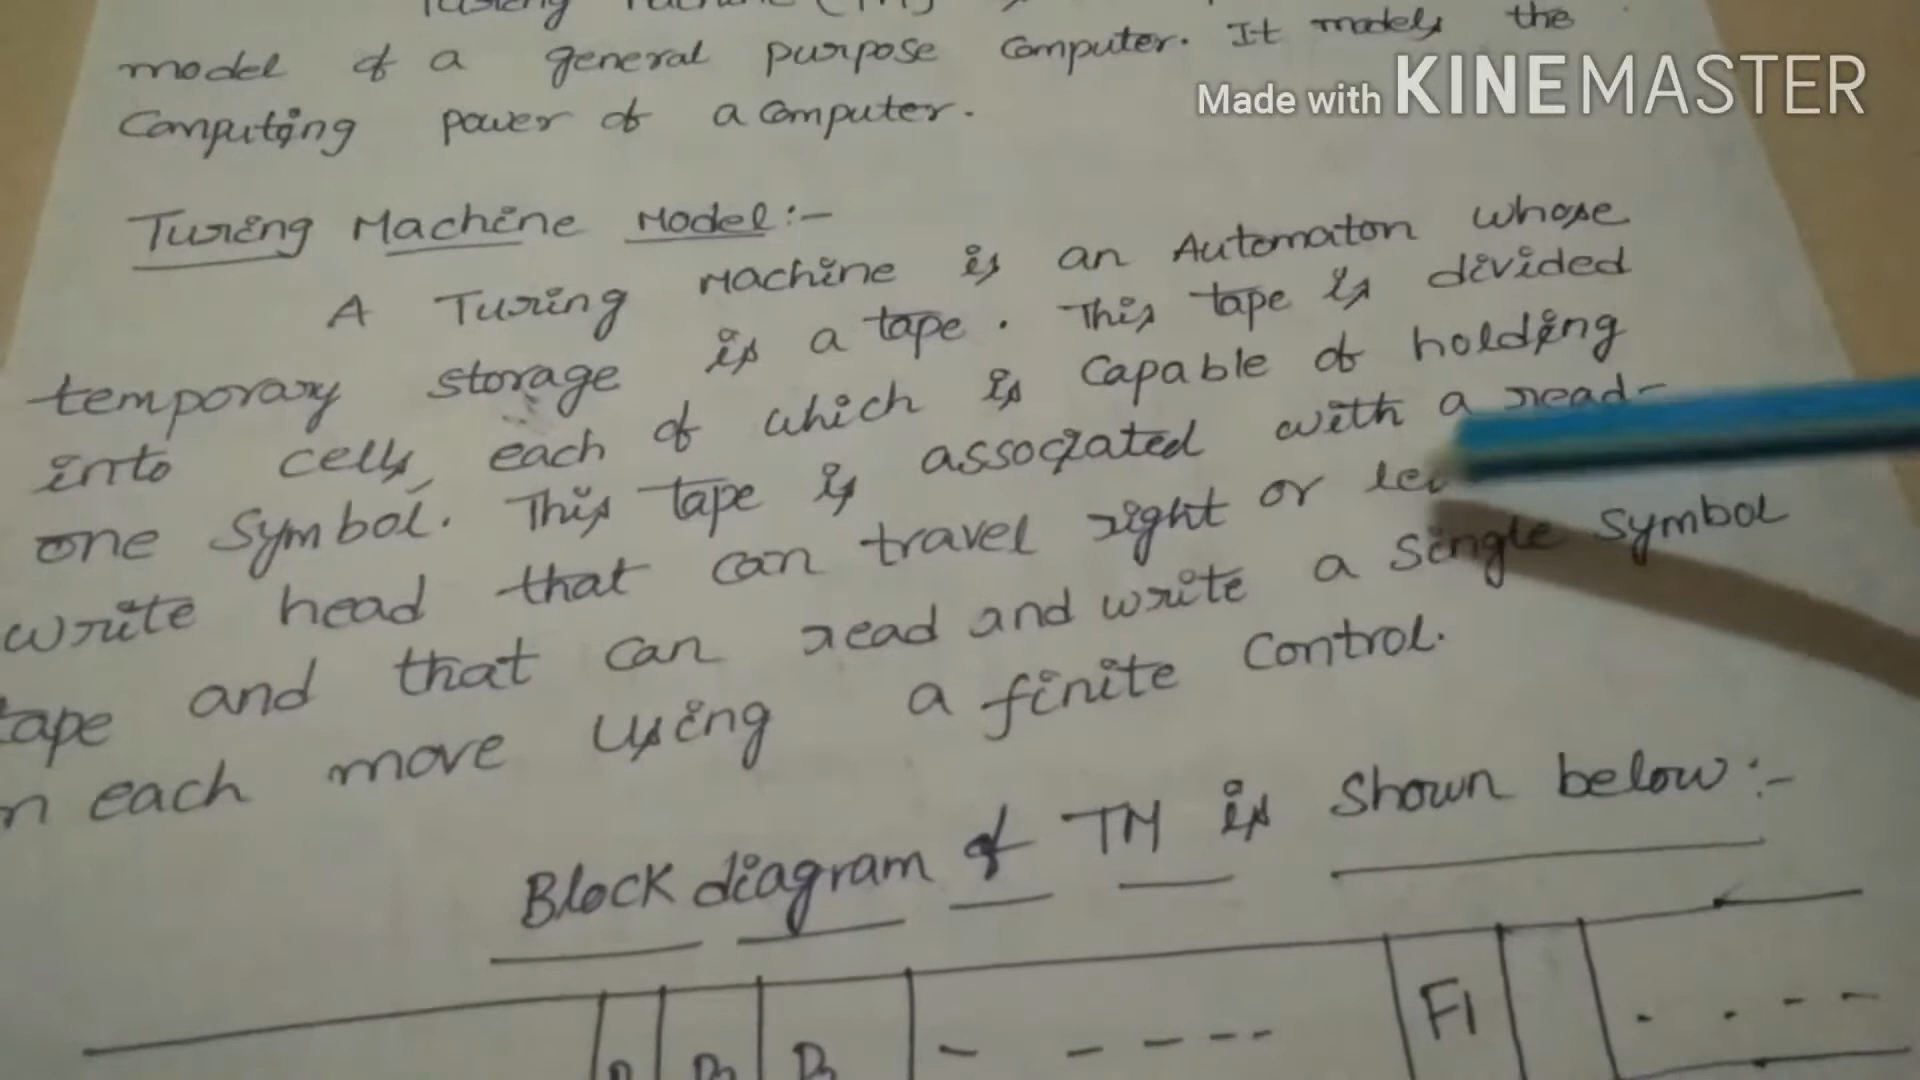 Turing Machine (TM)
model of a general purpose computer. It models the
Computing power of a computer.
Made with KINEMASTER
Turing Machine Model:-
A Turing Machine is an Automaton whose
temporary storage is a tape. This tape is divided
into cells, each of which is capable of holding
one symbol. This tape is associated with a read-
write head that can travel right or
tape and that can read and write a single symbol
each move using a finite control.
Block diagram of TM is shown below:-
F1